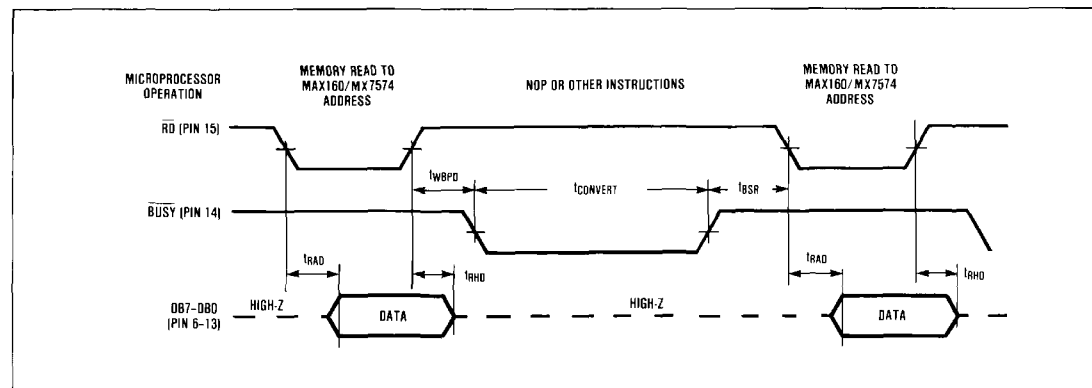 MICROPROCESSOR
OPERATION
MEMORY READ TO
MAX160/MX7574
ADDRESS
NOP OR OTHER INSTRUCTIONS
MEMORY READ TO
MAX160/MX7574
ADDRESS
RD (PIN 15)
tWBPD
tCONVERT
tBSR
BUSY (PIN 14)
tRAD
tRHD
tRAD
tRHD
DB7–DB0
(PIN 6–13)
HIGH-Z
DATA
HIGH-Z
DATA